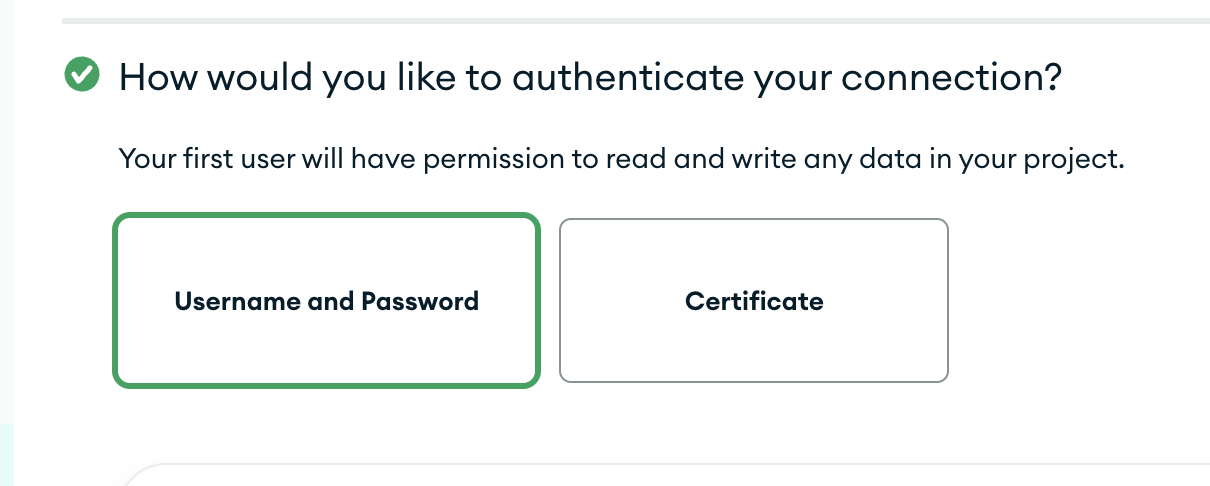 How would you like to authenticate your connection?
Your first user will have permission to read and write any data in your project.
Username and Password
Certificate